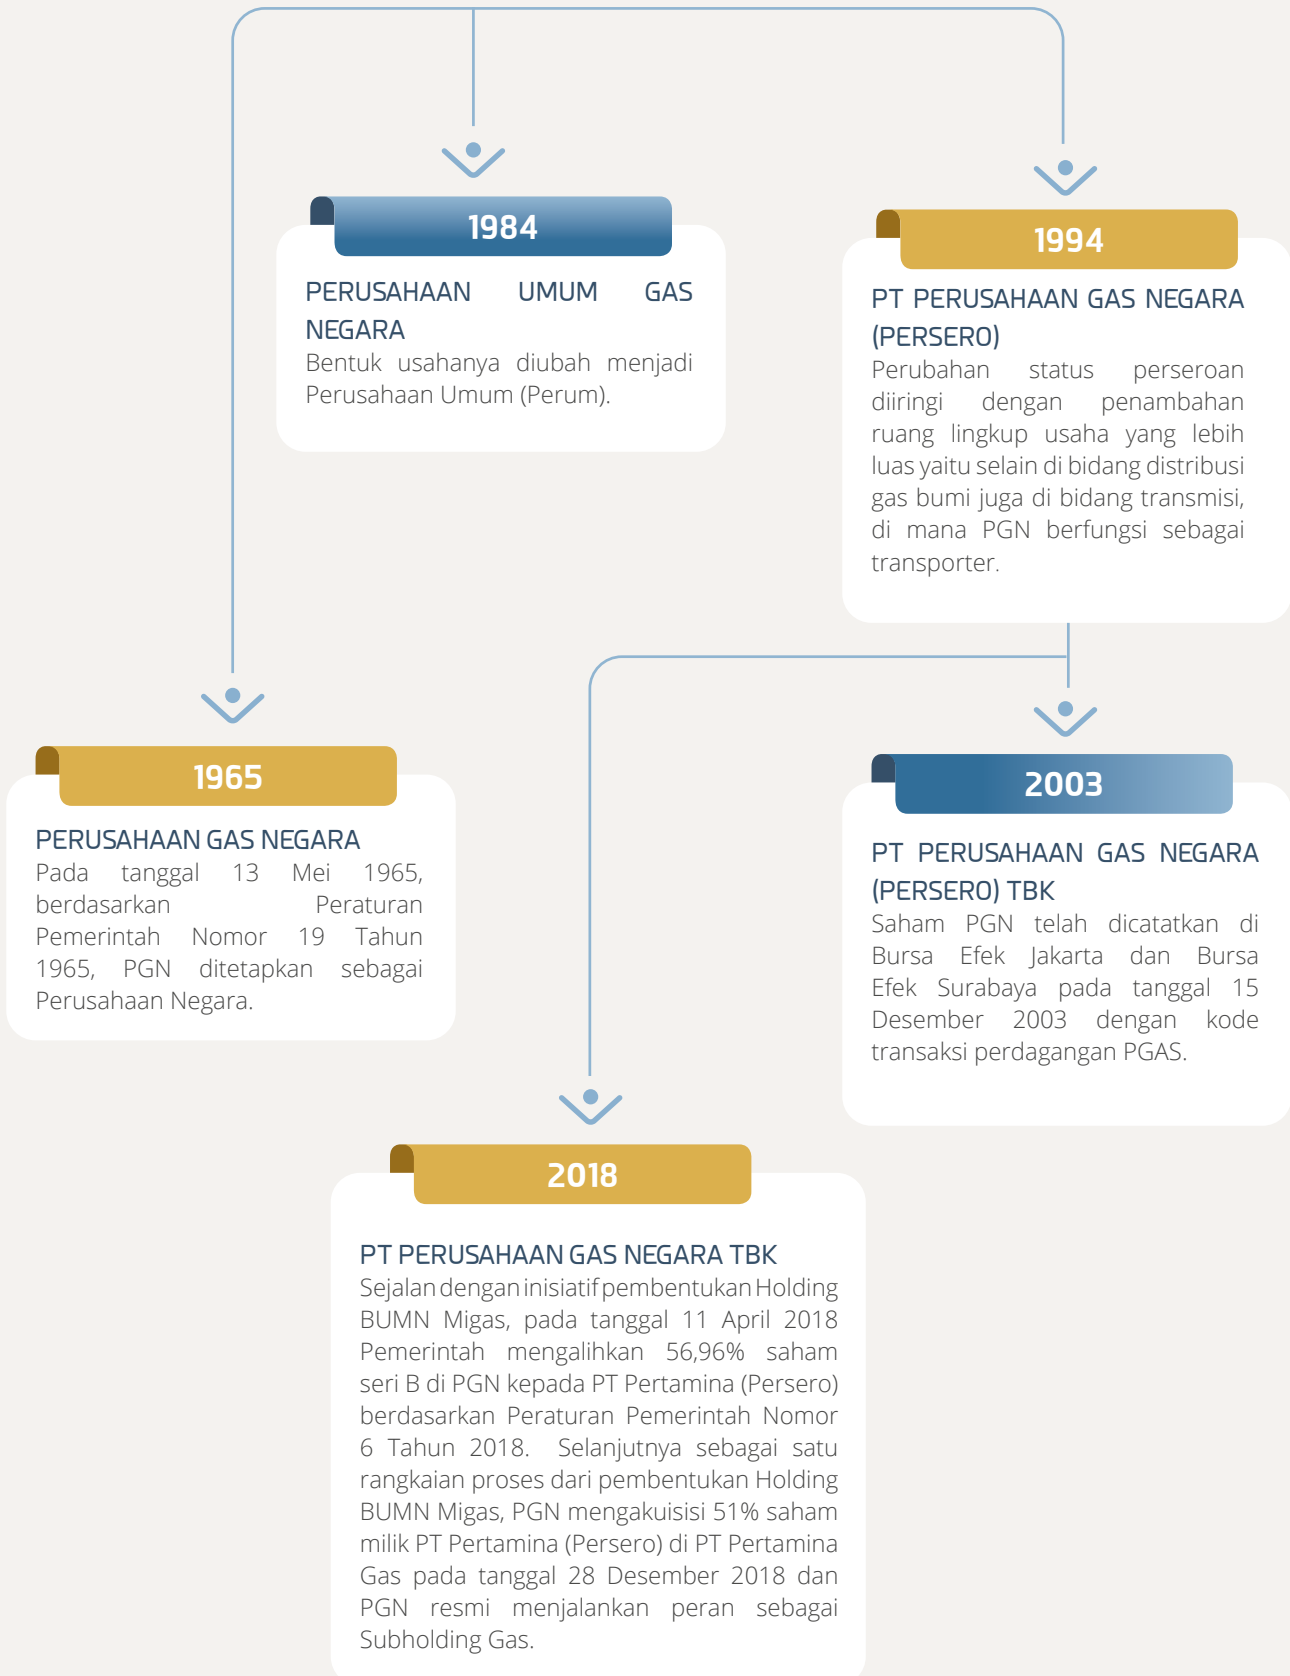 1984
PERUSAHAAN UMUM GAS
NEGARA
Bentuk usahanya diubah menjadi
Perusahaan Umum (Perum).
1994
PT PERUSAHAAN GAS NEGARA
(PERSERO)
Perubahan status perseroan
diiringi dengan penambahan
ruang lingkup usaha yang lebih
luas yaitu selain di bidang distribusi
gas bumi juga di bidang transmisi,
di mana PGN berfungsi sebagai
transporter.
1965
PERUSAHAAN GAS NEGARA
Pada tanggal 13 Mei 1965,
berdasarkan Peraturan
Pemerintah Nomor 19 Tahun
1965, PGN ditetapkan sebagai
Perusahaan Negara.
2003
PT PERUSAHAAN GAS NEGARA
(PERSERO) TBK
Saham PGN telah dicatatkan di
Bursa Efek Jakarta dan Bursa
Efek Surabaya pada tanggal 15
Desember 2003 dengan kode
transaksi perdagangan PGAS.
2018
PT PERUSAHAAN GAS NEGARA TBK
Sejalan dengan inisiatif pembentukan Holding
BUMN Migas, pada tanggal 11 April 2018
Pemerintah mengalihkan 56,96% saham
seri B di PGN kepada PT Pertamina (Persero)
berdasarkan Peraturan Pemerintah Nomor
6 Tahun 2018. Selanjutnya sebagai satu
rangkaian proses dari pembentukan Holding
BUMN Migas, PGN mengakuisisi 51% saham
milik PT Pertamina (Persero) di PT Pertamina
Gas pada tanggal 28 Desember 2018 dan
PGN resmi menjalankan peran sebagai
Subholding Gas.